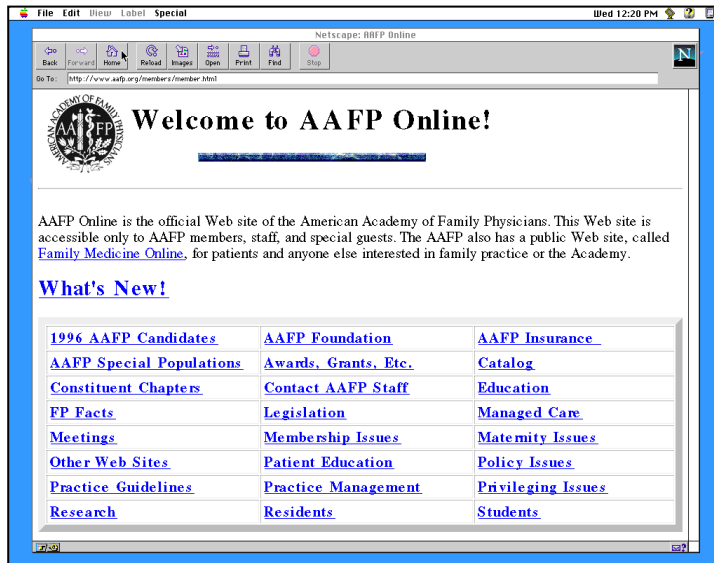 File Edit View Label Special Wed 12:20 PM
Netscape: AAFP Online
Back Forward Home Reload Images Open Print Find Stop
N
Go To: http://www.aafp.org/members/member.html
AMERICAN ACADEMY OF FAMILY PHYSICIANS
AAFP
Welcome to AAFP Online!
AAFP Online is the official Web site of the American Academy of Family Physicians. This Web site is
accessible only to AAFP members, staff, and special guests. The AAFP also has a public Web site, called
Family Medicine Online, for patients and anyone else interested in family practice or the Academy.
What's New!
1996 AAFP Candidates AAFP Foundation AAFP Insurance
AAFP Special Populations Awards, Grants, Etc. Catalog
Constituent Chapters Contact AAFP Staff Education
FP Facts Legislation Managed Care
Meetings Membership Issues Maternity Issues
Other Web Sites Patient Education Policy Issues
Practice Guidelines Practice Management Privileging Issues
Research Residents Students